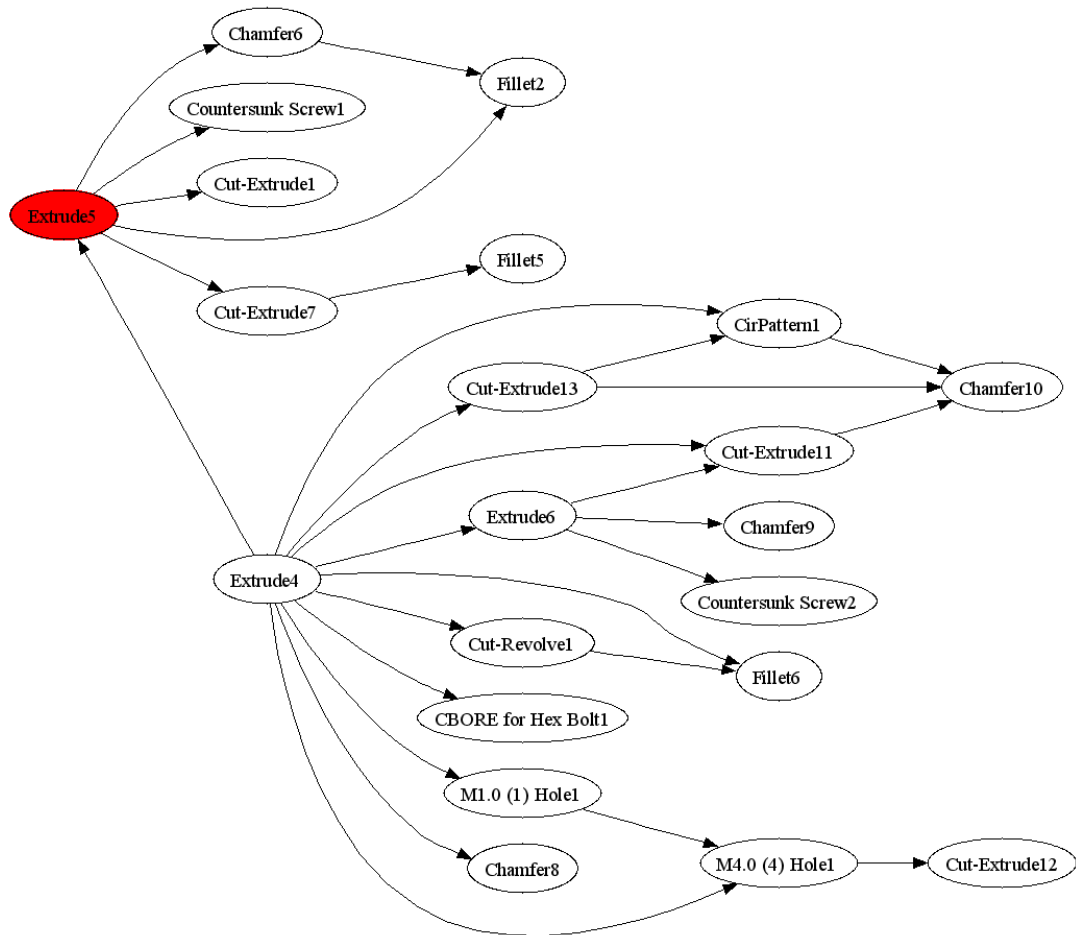 Chamfer6
Fillet2
Countersunk Screw1
Cut-Extrude1
Extrude5
Fillet5
Cut-Extrude7
CirPattern1
Cut-Extrude13
Chamfer10
Cut-Extrude11
Extrude6
Chamfer9
Extrude4
Countersunk Screw2
Cut-Revolve1
Fillet6
CBORE for Hex Bolt1
M1.0 (1) Hole1
Chamfer8
M4.0 (4) Hole1
Cut-Extrude12